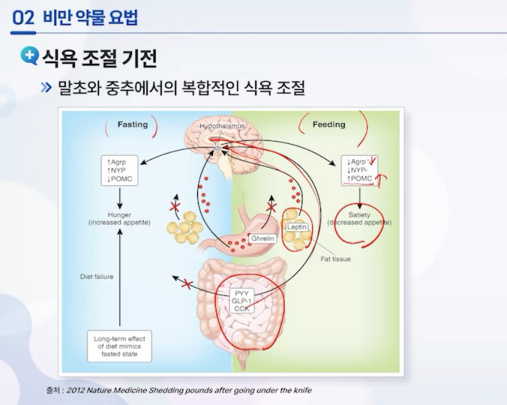 02 비만 약물 요법
식욕 조절 기전
말초와 중추에서의 복합적인 식욕 조절
Fasting
Hypothalamus
Feeding
↑Agrp
↑NYP
↓POMC
↓Agrp
↓NYP
↑POMC
Hunger
(increased appetite)
Satiety
(decreased appetite)
Ghrelin
Leptin
Fat tissue
Diet failure
PYY
GLP-1
CCK
Long-term effect
of diet mimics
fasted state
출처 : 2012 Nature Medicine Shedding pounds after going under the knife